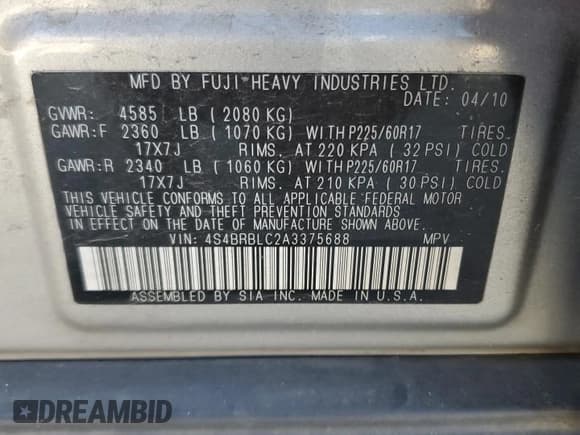 MFD BY FUJI HEAVY INDUSTRIES LTD.
DATE: 04/10
GVWR: 4585 LB ( 2080 KG)
GAWR:F 2360 LB ( 1070 KG) WITH P225/60R17 TIRES.
17X7J RIMS. AT 220 KPA ( 32 PSI) COLD
GAWR:R 2340 LB ( 1060 KG) WITH P225/60R17 TIRES.
17X7J RIMS. AT 210 KPA ( 30 PSI) COLD
THIS VEHICLE CONFORMS TO ALL APPLICABLE FEDERAL MOTOR
VEHICLE SAFETY AND THEFT PREVENTION STANDARDS
IN EFFECT ON THE DATE OF MANUFACTURE SHOWN ABOVE.
VIN: 4S4BRBLC2A3375688 MPV
ASSEMBLED BY SIA INC. MADE IN U.S.A.
DREAMBID